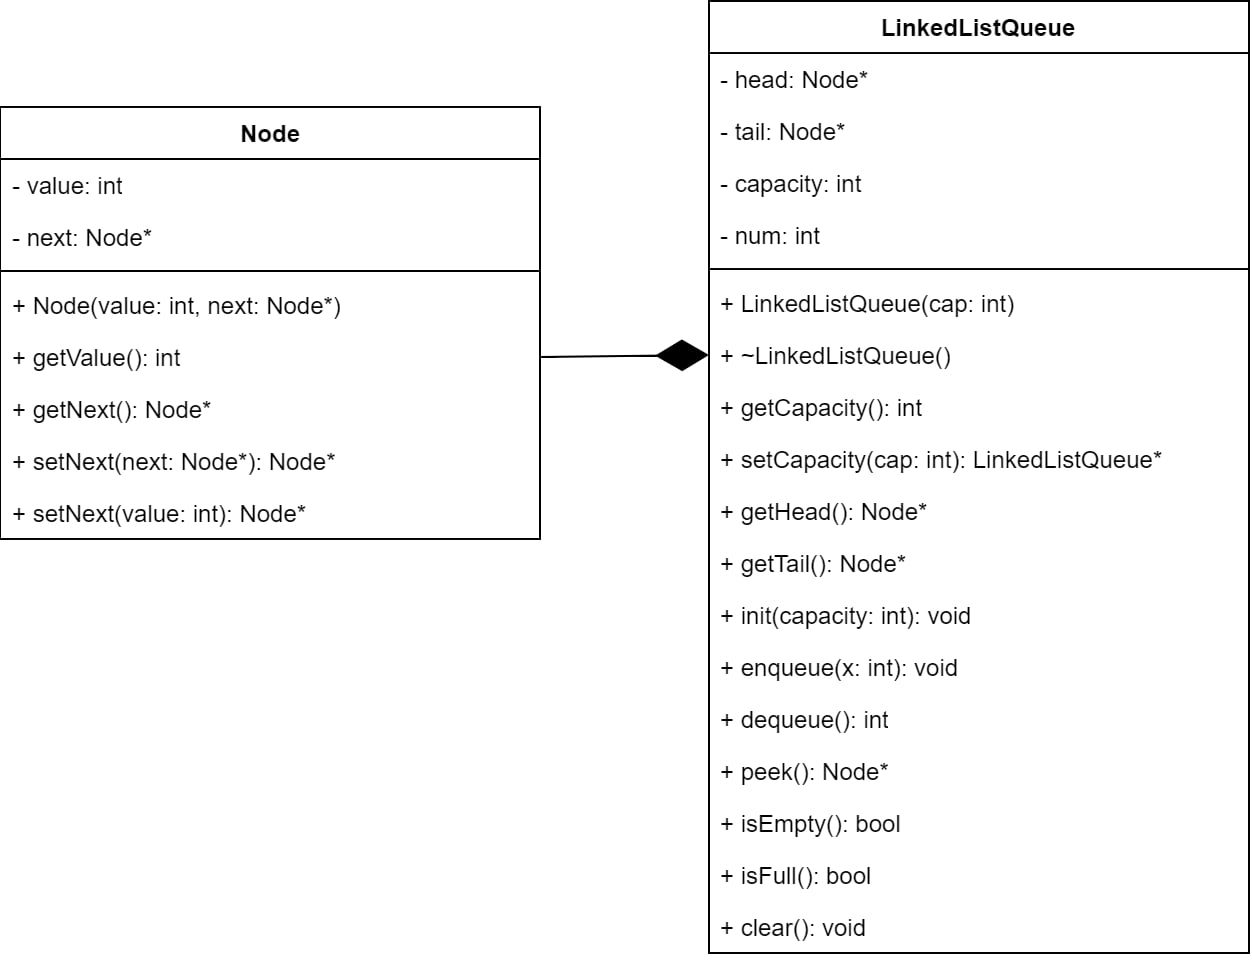 Node
- value: int
- next: Node*
+ Node(value: int, next: Node*)
+ getValue(): int
+ getNext(): Node*
+ setNext(next: Node*): Node*
+ setNext(value: int): Node*
LinkedListQueue
- head: Node*
- tail: Node*
- capacity: int
- num: int
+ LinkedListQueue(cap: int)
+ ~LinkedListQueue()
+ getCapacity(): int
+ setCapacity(cap: int): LinkedListQueue*
+ getHead(): Node*
+ getTail(): Node*
+ init(capacity: int): void
+ enqueue(x: int): void
+ dequeue(): int
+ peek(): Node*
+ isEmpty(): bool
+ isFull(): bool
+ clear(): void